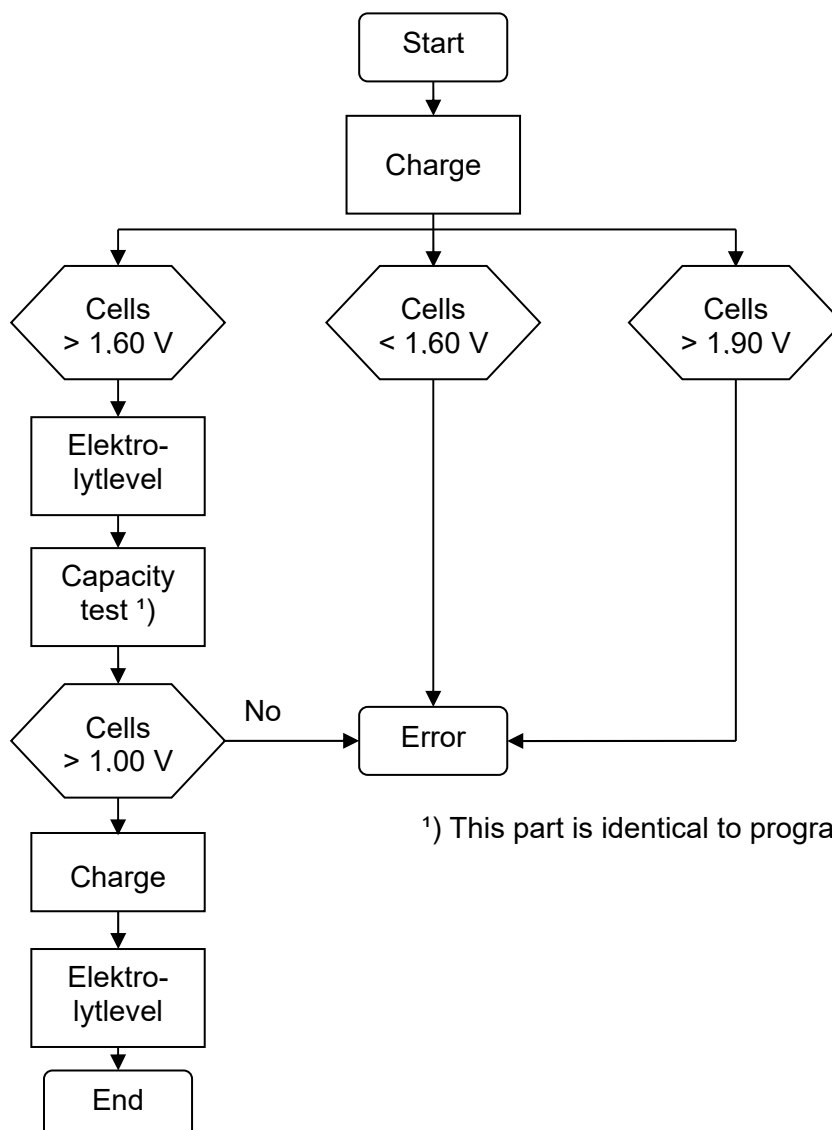 Start
Charge
Cells
> 1,60 V
Cells
< 1,60 V
Cells
> 1,90 V
Elektro-
lytlevel
Capacity
test ¹)
Cells
> 1,00 V
No
Error
¹) This part is identical to progra
Charge
Elektro-
lytlevel
End